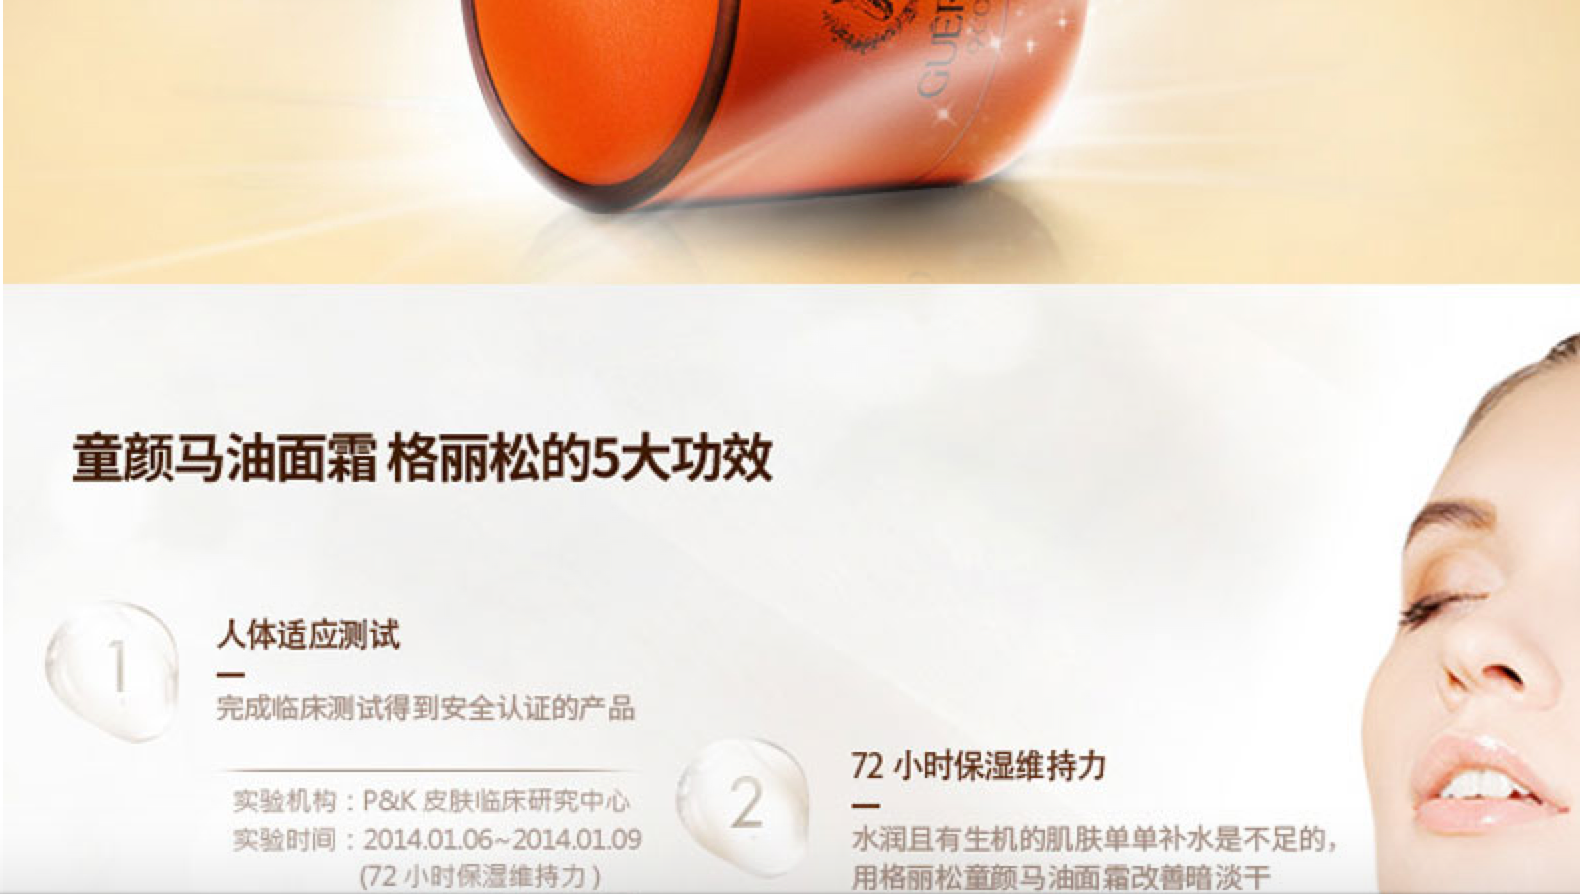 GUER
童颜马油面霜 格丽松的5大功效
1
人体适应测试
完成临床测试得到安全认证的产品
实验机构：P&K 皮肤临床研究中心
实验时间：2014.01.06~2014.01.09
(72 小时保湿维持力 )
2
72 小时保湿维持力
水润且有生机的肌肤单单补水是不足的，
用格丽松童颜马油面霜改善暗淡干